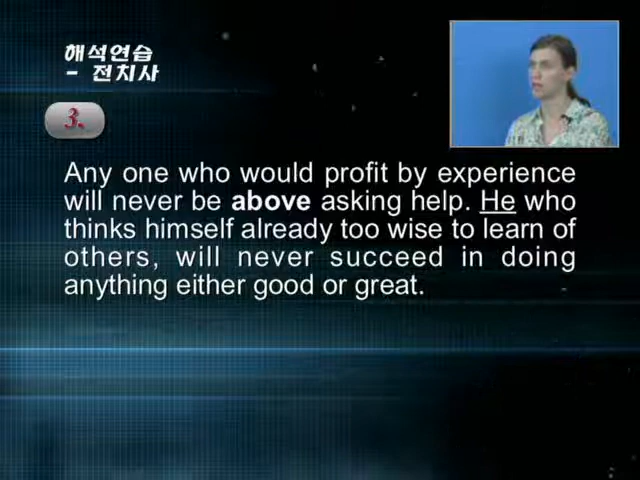 해석연습
- 전치사
3.
Any one who would profit by experience
will never be above asking help. He who
thinks himself already too wise to learn of
others, will never succeed in doing
anything either good or great.